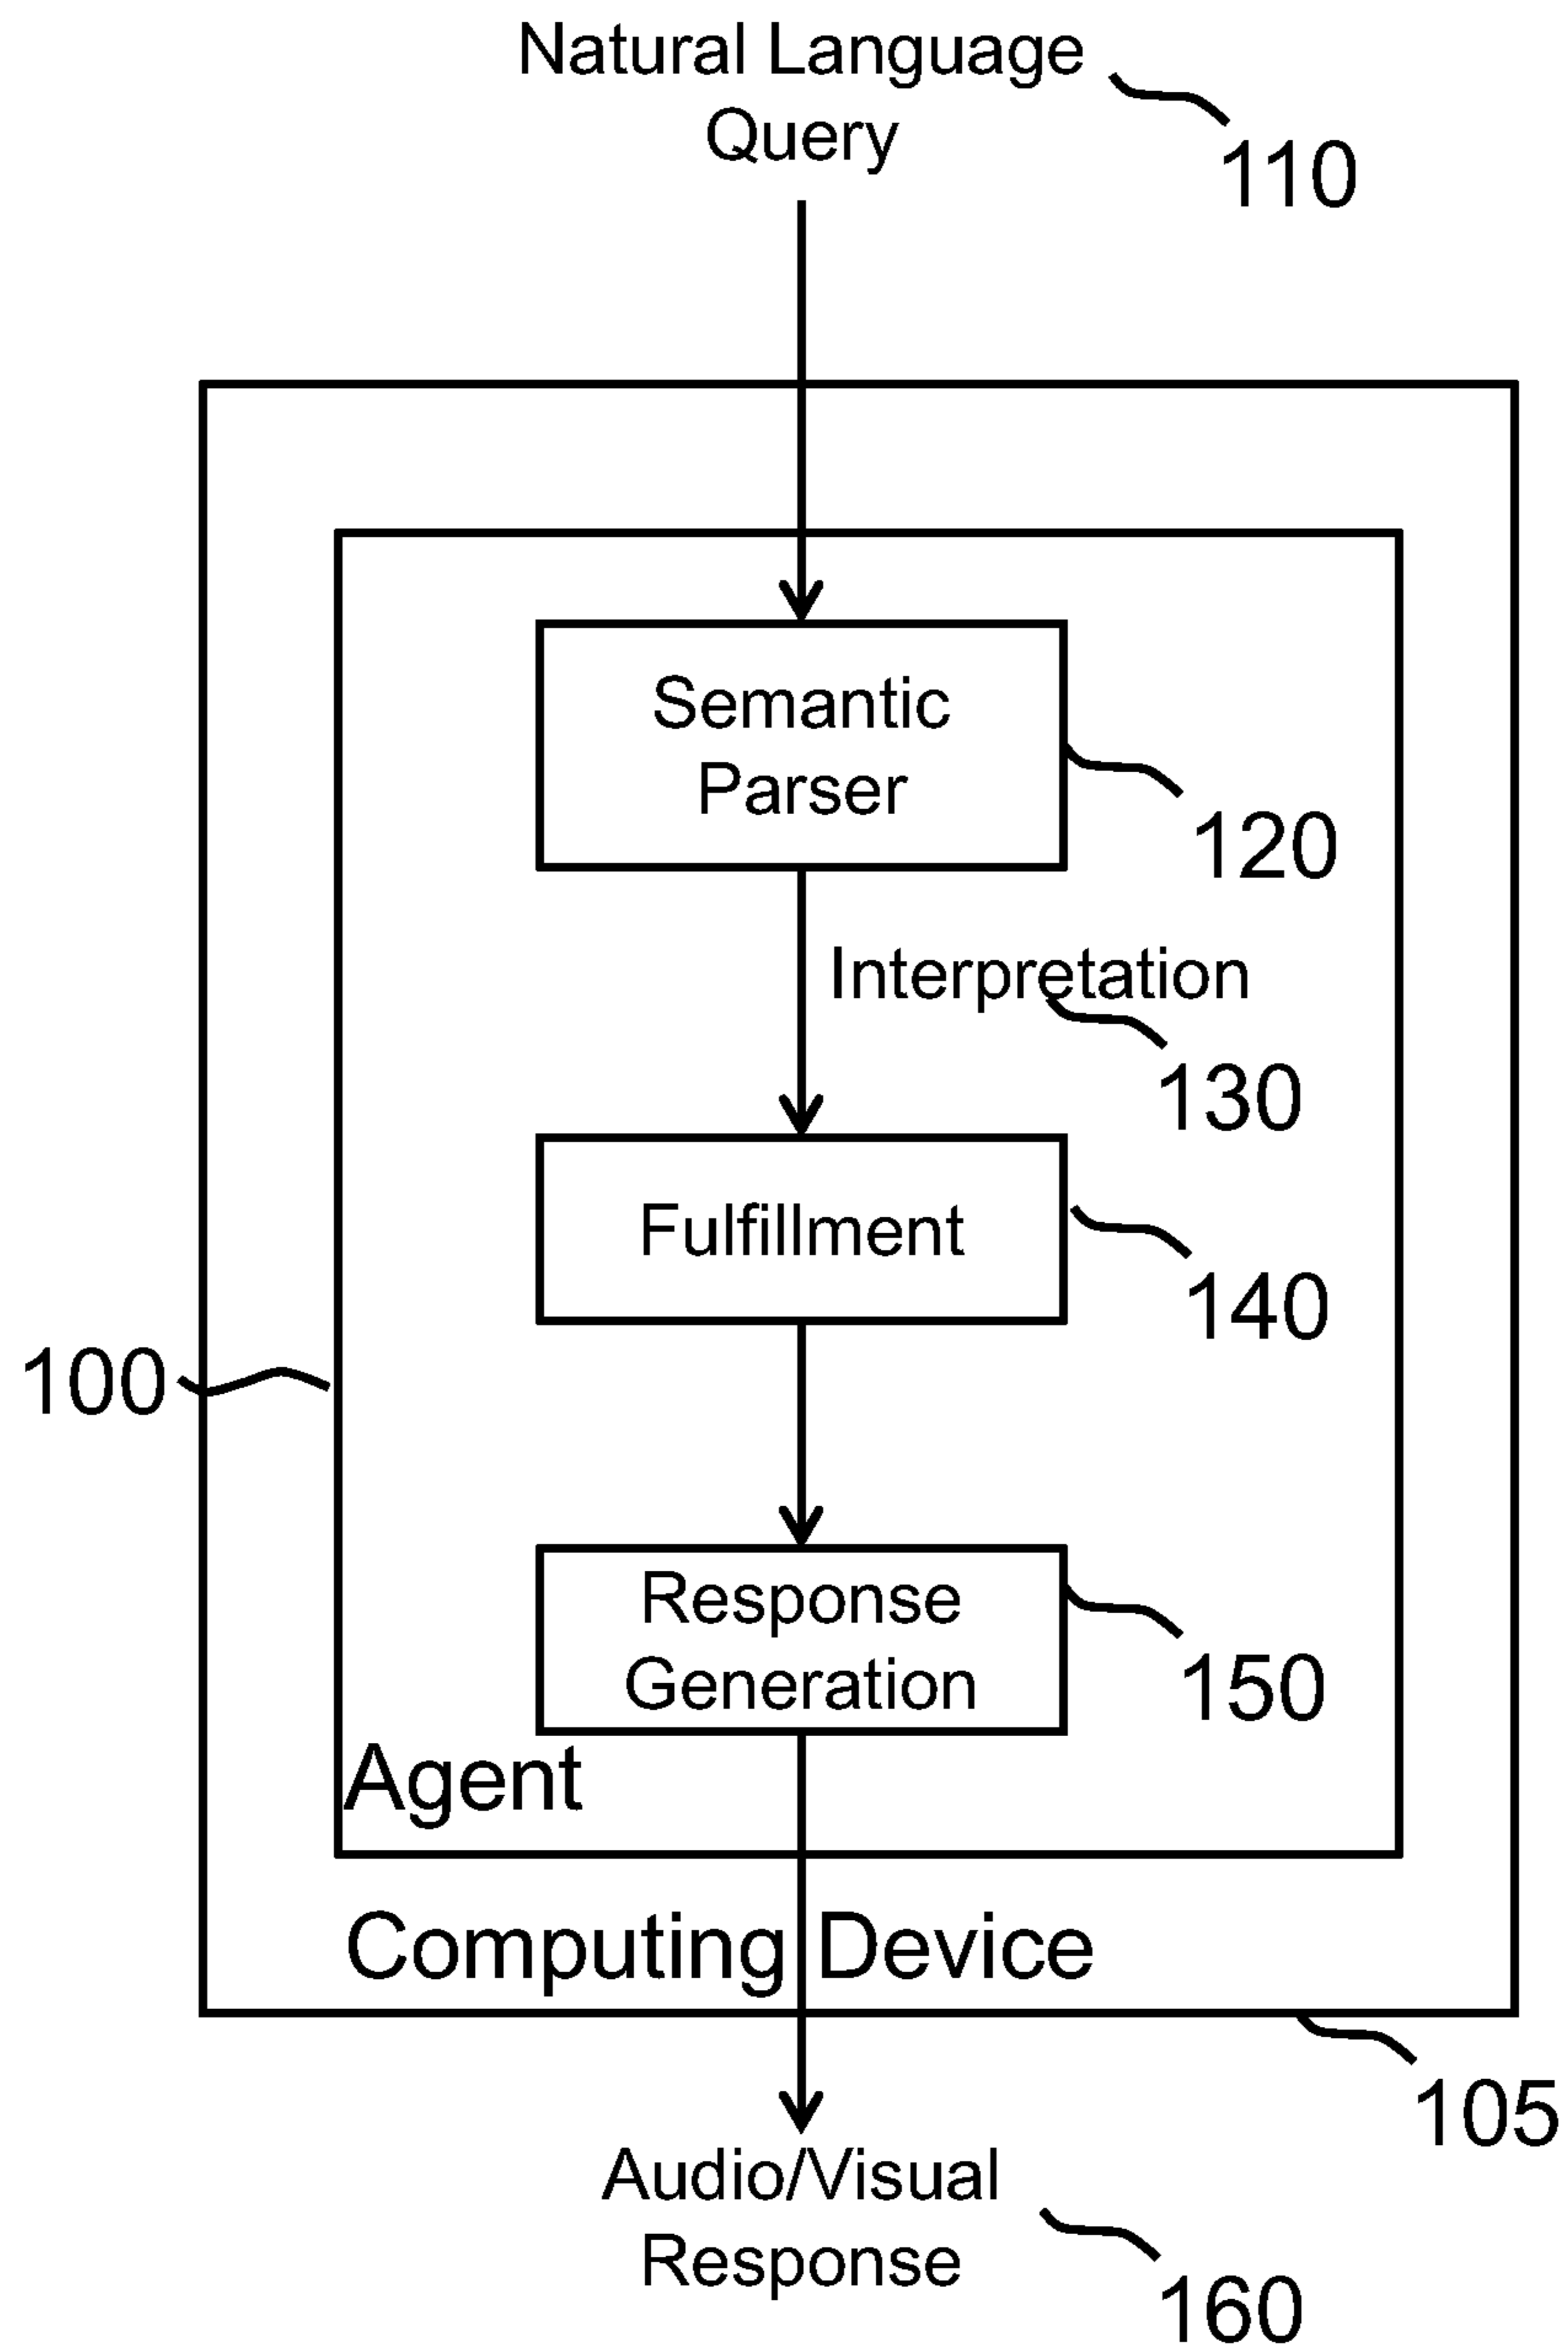 Natural Language
Query
110
Semantic
Parser
120
Interpretation
130
Fulfillment
140
100
Response
Generation
150
Agent
Computing Device
105
Audio/Visual
Response
160